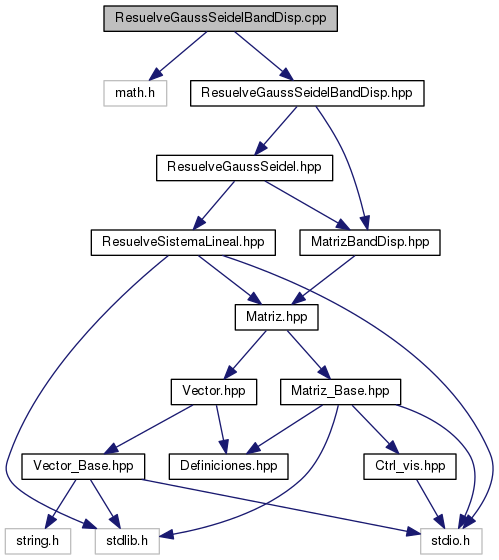 ResuelveGaussSeidelBandDisp.cpp
math.h
ResuelveGaussSeidelBandDisp.hpp
ResuelveGaussSeidel.hpp
ResuelveSistemaLineal.hpp
MatrizBandDisp.hpp
Matriz.hpp
Vector.hpp
Matriz_Base.hpp
Vector_Base.hpp
Definiciones.hpp
Ctrl_vis.hpp
string.h
stdlib.h
stdio.h